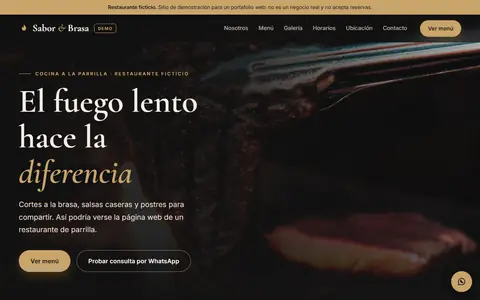 Restaurante ficticio. Sitio de demostración para un portafolio web: no es un negocio real y no acepta reservas.
Sabor & Brasa DEMO Nosotros Menú Galería Horarios Ubicación Contacto Ver menú
COCINA A LA PARRILLA · RESTAURANTE FICTICIO
El fuego lento
hace la
diferencia
Cortes a la brasa, salsas caseras y postres para
compartir. Así podría verse la página web de un
restaurante de parrilla.
Ver menú Probar consulta por WhatsApp